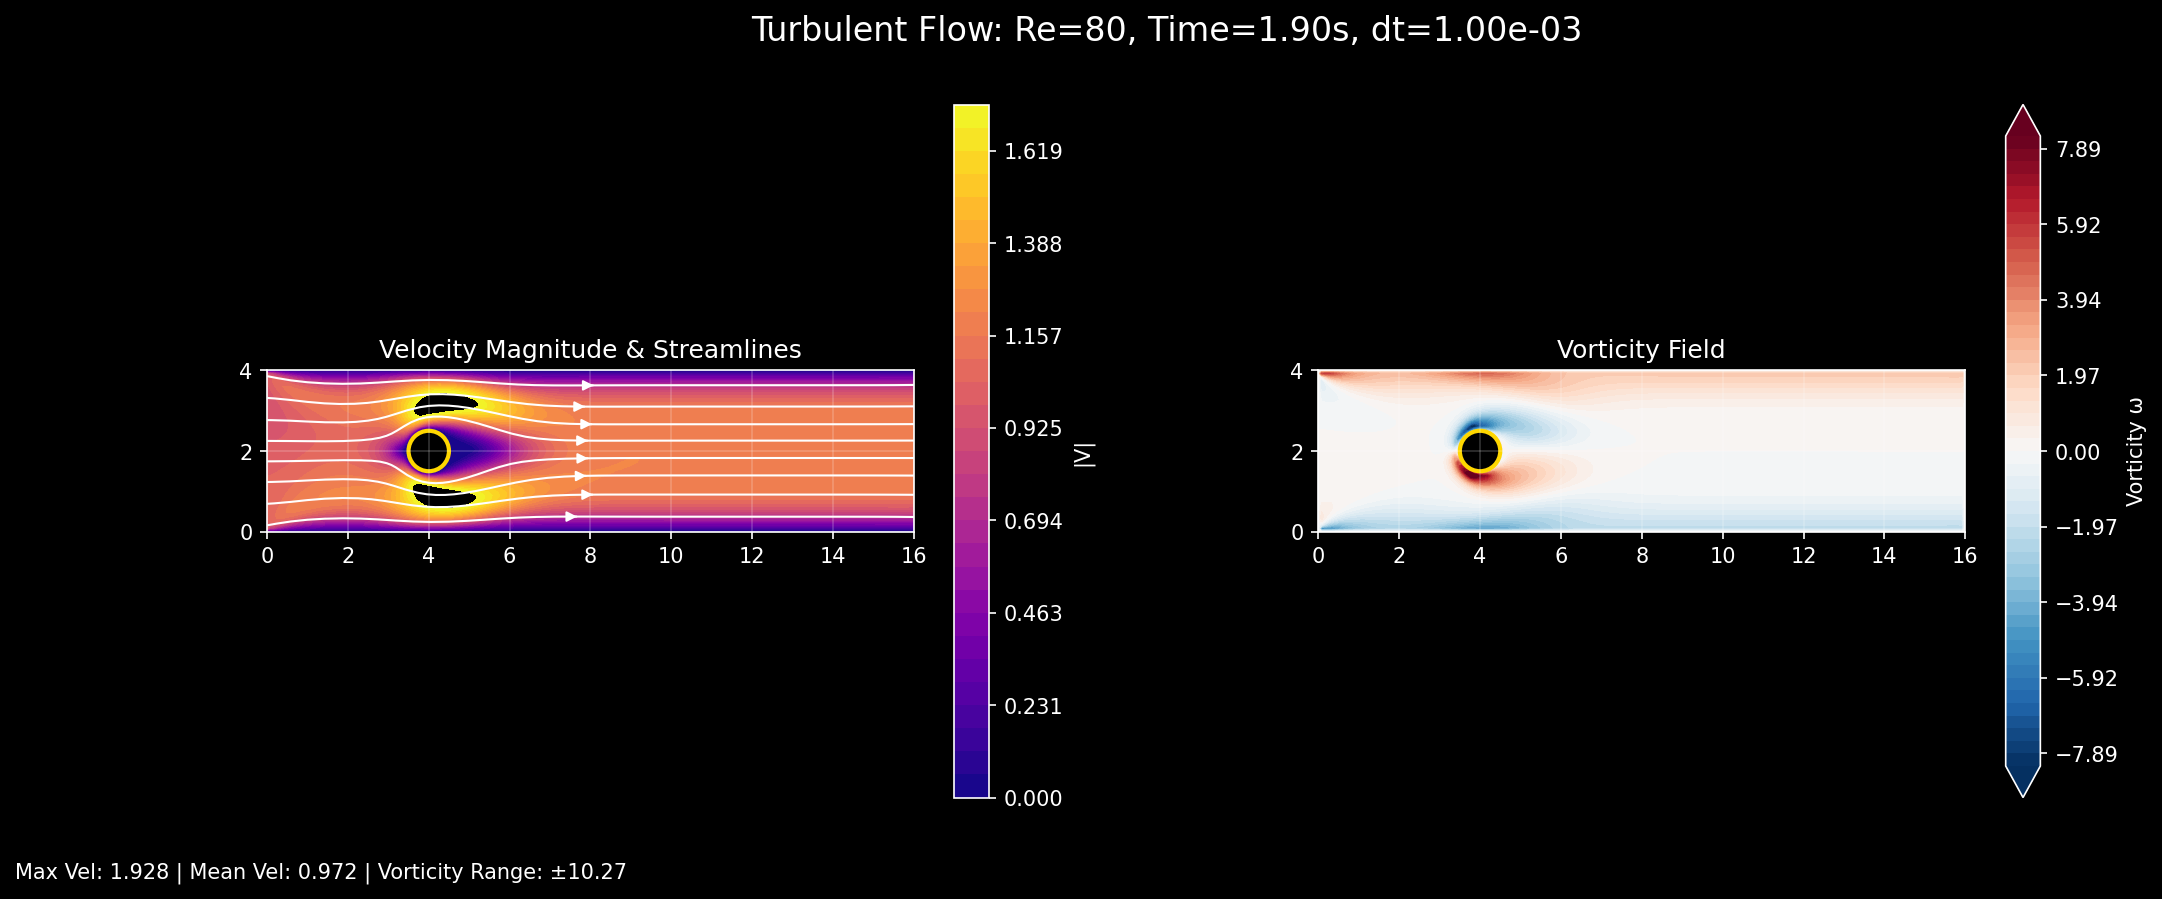 Turbulent Flow: Re=80, Time=1.90s, dt=1.00e-03
Velocity Magnitude & Streamlines
4
2
0
0 2 4 6 8 10 12 14 16
1.619
1.388
1.157
0.925
0.694
0.463
0.231
0.000
|V|
Vorticity Field
4
2
0
0 2 4 6 8 10 12 14 16
7.89
5.92
3.94
1.97
0.00
−1.97
−3.94
−5.92
−7.89
Vorticity ω
Max Vel: 1.928 | Mean Vel: 0.972 | Vorticity Range: ±10.27